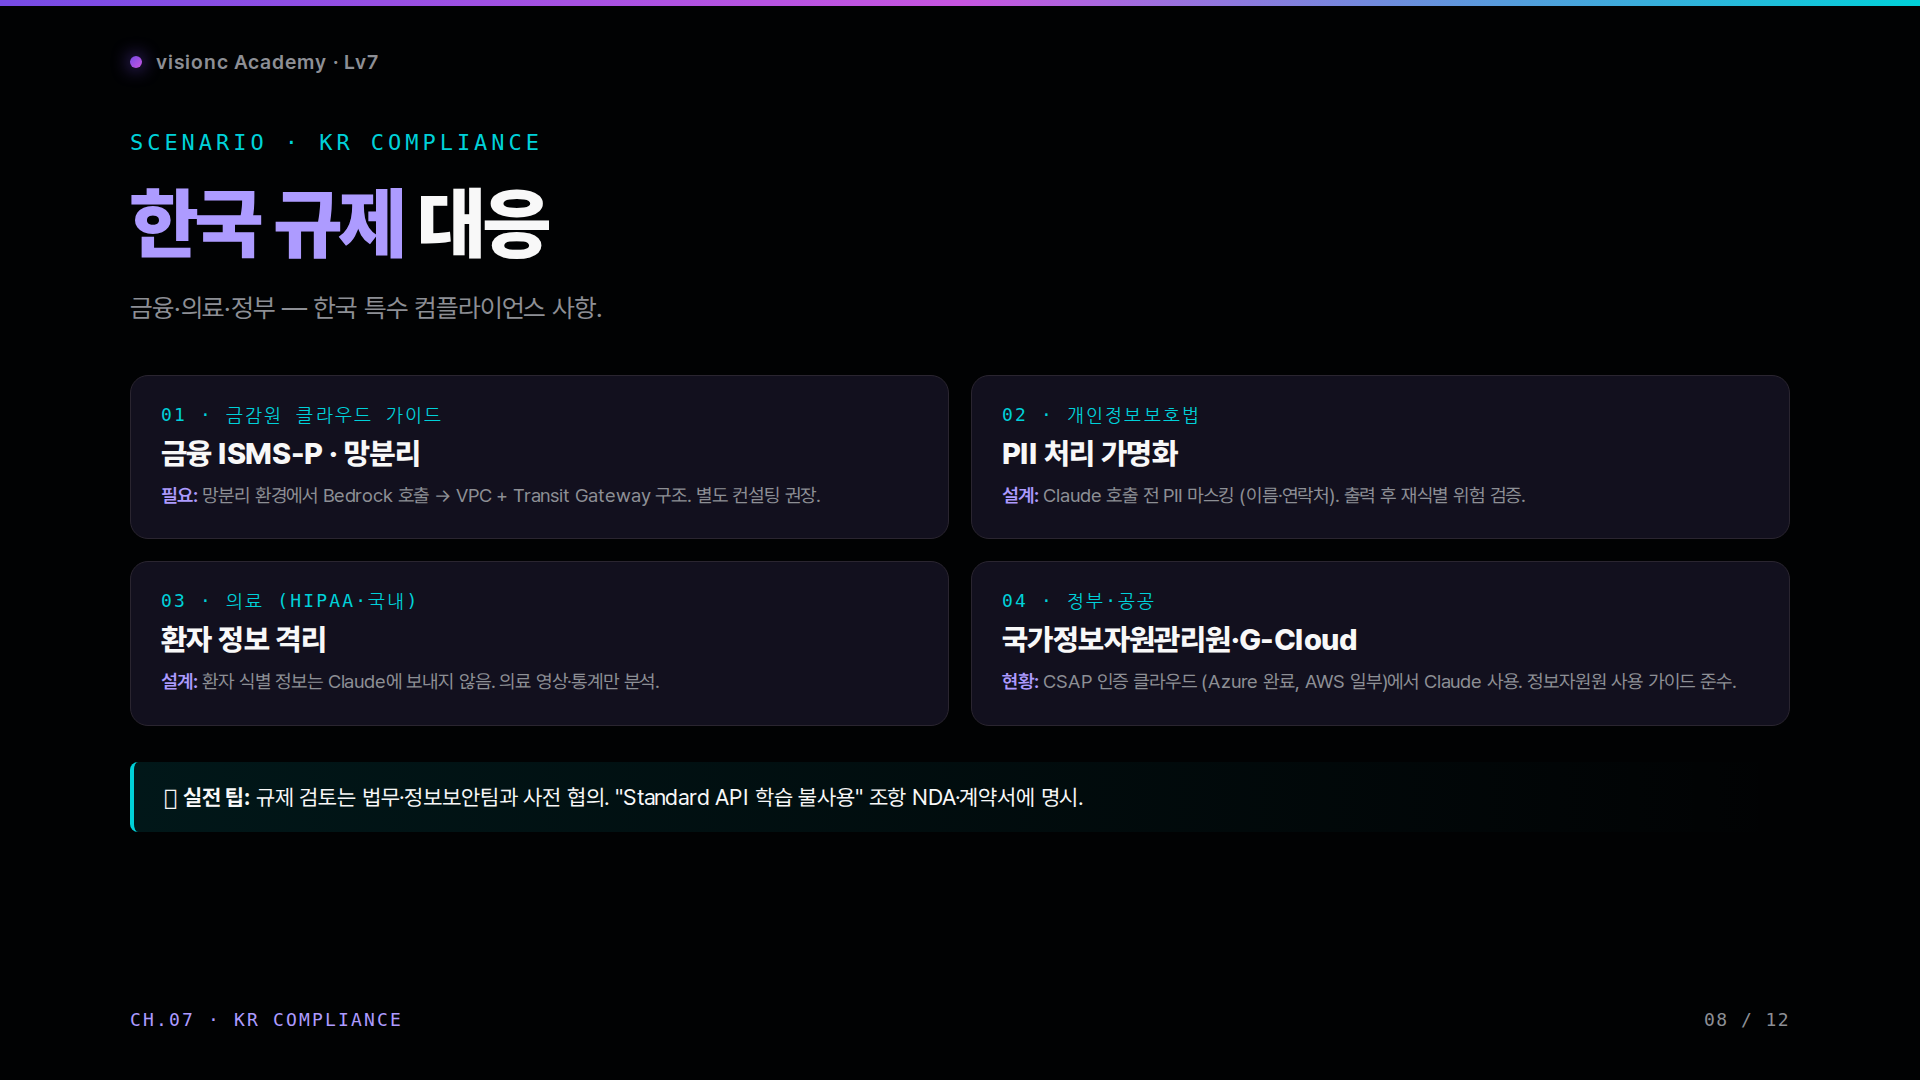 visionc Academy · Lv7
SCENARIO · KR COMPLIANCE
한국 규제 대응
금융·의료·정부 — 한국 특수 컴플라이언스 사항.
01 · 금감원 클라우드 가이드
금융 ISMS-P · 망분리
필요: 망분리 환경에서 Bedrock 호출 → VPC + Transit Gateway 구조. 별도 컨설팅 권장.
02 · 개인정보보호법
PII 처리 가명화
설계: Claude 호출 전 PII 마스킹 (이름·연락처). 출력 후 재식별 위험 검증.
03 · 의료 (HIPAA·국내)
환자 정보 격리
설계: 환자 식별 정보는 Claude에 보내지 않음. 의료 영상·통계만 분석.
04 · 정부·공공
국가정보자원관리원·G-Cloud
현황: CSAP 인증 클라우드 (Azure 완료, AWS 일부)에서 Claude 사용. 정보자원원 사용 가이드 준수.
실전 팁: 규제 검토는 법무·정보보안팀과 사전 협의. "Standard API 학습 불사용" 조항 NDA·계약서에 명시.
CH.07 · KR COMPLIANCE
08 / 12